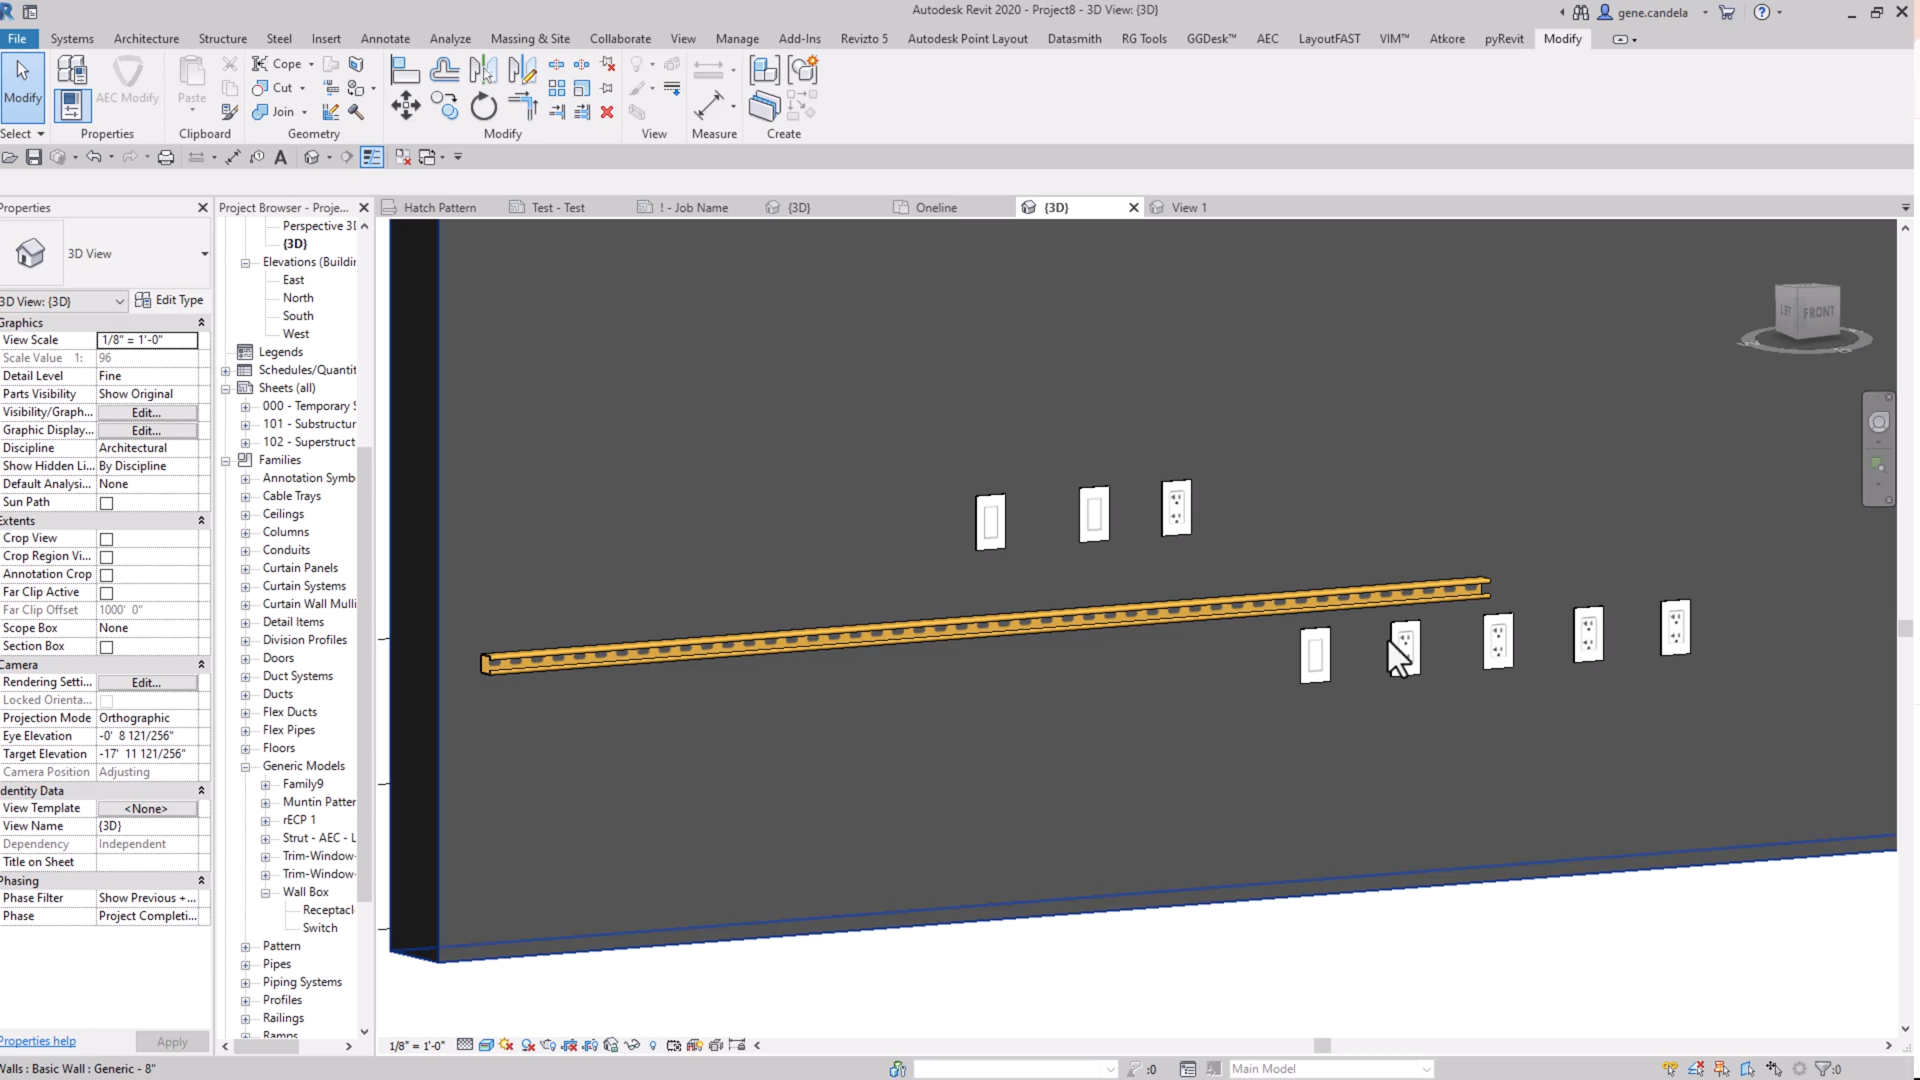 Autodesk Revit 2020 - Project8 - 3D View: {3D}
gene.candela
File Systems Architecture Structure Steel Insert Annotate Analyze Massing & Site Collaborate View Manage Add-Ins Revizto 5 Autodesk Point Layout Datasmith RG Tools GGDesk™ AEC LayoutFAST VIM™ Atkore pyRevit Modify
Modify
AEC Modify
Paste
Cope
Cut
Join
Select Properties Clipboard Geometry Modify View Measure Create
Properties
3D View
3D View: {3D} Edit Type
Graphics
View Scale 1/8" = 1'-0"
Scale Value 1: 96
Detail Level Fine
Parts Visibility Show Original
Visibility/Graph... Edit...
Graphic Display... Edit...
Discipline Architectural
Show Hidden Li... By Discipline
Default Analysi... None
Sun Path
Extents
Crop View
Crop Region Vi...
Annotation Crop
Far Clip Active
Far Clip Offset 1000' 0"
Scope Box None
Section Box
Camera
Rendering Setti... Edit...
Locked Orienta...
Projection Mode Orthographic
Eye Elevation -0' 8 121/256"
Target Elevation -17' 11 121/256"
Camera Position Adjusting
Identity Data
View Template <None>
View Name {3D}
Dependency Independent
Title on Sheet
Phasing
Phase Filter Show Previous +...
Phase Project Completi...
Properties help Apply
Project Browser - Proje...
Perspective 3D
{3D}
Elevations (Buildin
East
North
South
West
Legends
Schedules/Quantit
Sheets (all)
000 - Temporary S
101 - Substructur
102 - Superstruct
Families
Annotation Symb
Cable Trays
Ceilings
Columns
Conduits
Curtain Panels
Curtain Systems
Curtain Wall Mulli
Detail Items
Division Profiles
Doors
Duct Systems
Ducts
Flex Ducts
Flex Pipes
Floors
Generic Models
Family9
Muntin Patter
rECP 1
Strut - AEC - L
Trim-Window-
Trim-Window-
Wall Box
Receptacl
Switch
Pattern
Pipes
Piping Systems
Profiles
Railings
Ramps
Hatch Pattern Test - Test ! - Job Name {3D} Oneline {3D} View 1
FRONT
1/8" = 1'-0"
Walls : Basic Wall : Generic - 8"
:0
Main Model
:0